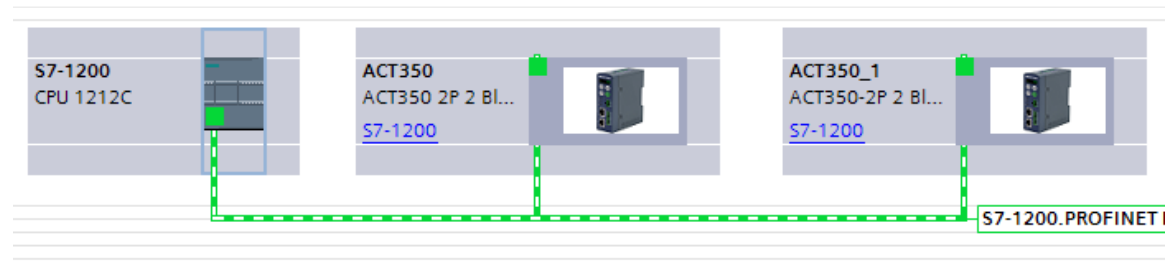 S7-1200
CPU 1212C
ACT350
ACT350 2P 2 Bl...
S7-1200
ACT350_1
ACT350-2P 2 Bl...
S7-1200
S7-1200.PROFINET